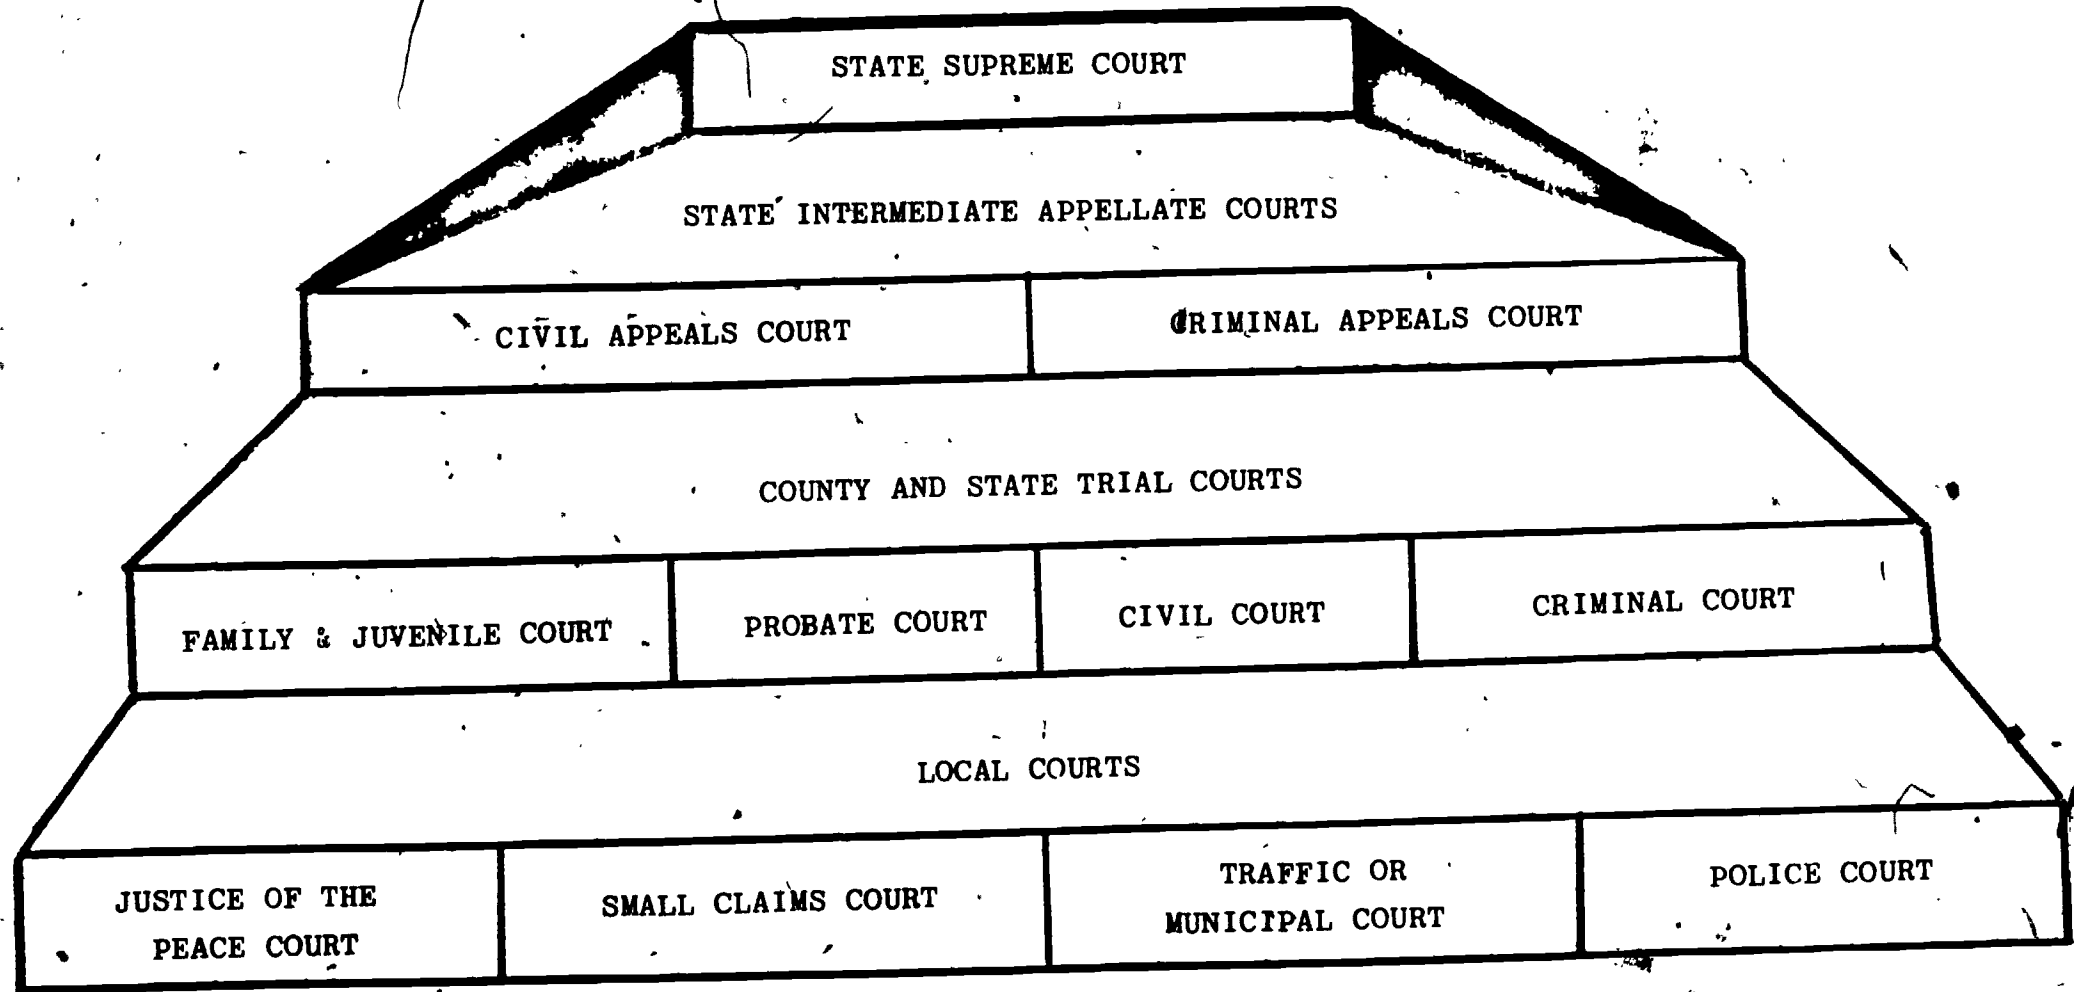 STATE SUPREME COURT
STATE INTERMEDIATE APPELLATE COURTS
CIVIL APPEALS COURT
CRIMINAL APPEALS COURT
COUNTY AND STATE TRIAL COURTS
FAMILY & JUVENILE COURT
PROBATE COURT
CIVIL COURT
CRIMINAL COURT
LOCAL COURTS
JUSTICE OF THE
PEACE COURT
SMALL CLAIMS COURT
TRAFFIC OR
MUNICIPAL COURT
POLICE COURT